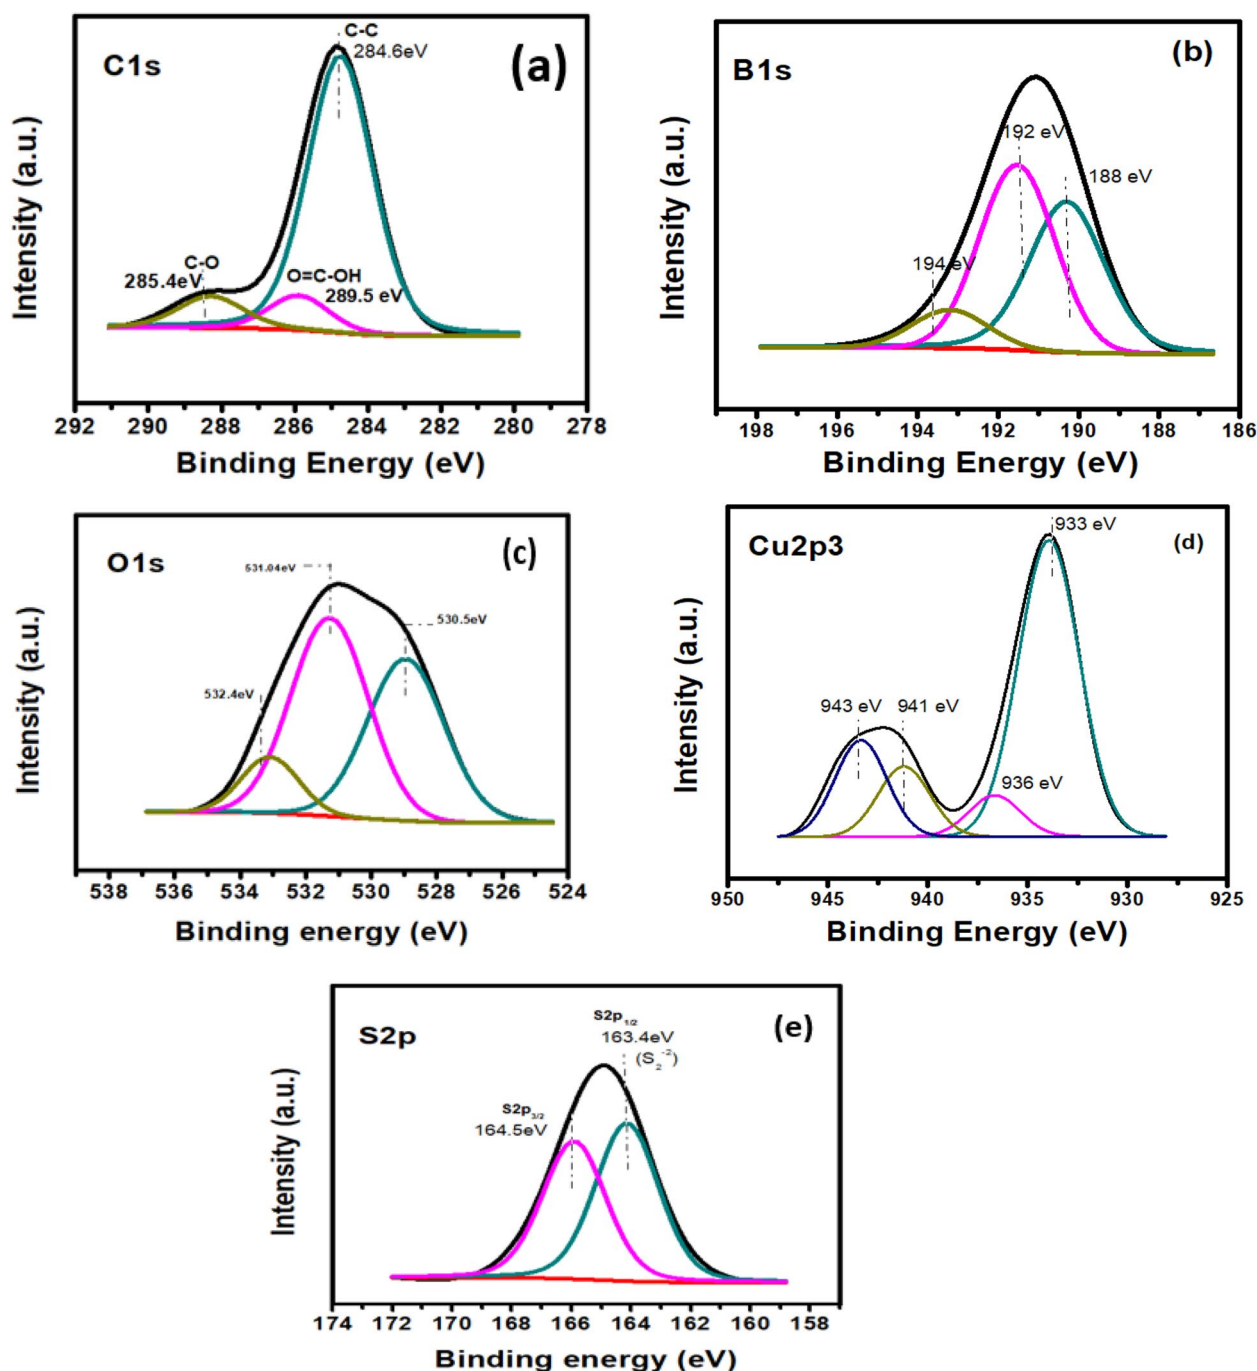 C1s
(a)
C-C
284.6eV
C-O
285.4eV
O=C-OH
289.5 eV
Intensity (a.u.)
292 290 288 286 284 282 280 278
Binding Energy (eV)
B1s
(b)
192 eV
188 eV
194 eV
Intensity (a.u.)
198 196 194 192 190 188 186
Binding Energy (eV)
O1s
(c)
531.04eV
530.5eV
532.4eV
Intensity (a.u.)
538 536 534 532 530 528 526 524
Binding energy (eV)
Cu2p3
(d)
933 eV
943 eV 941 eV
936 eV
Intensity (a.u.)
950 945 940 935 930 925
Binding Energy (eV)
S2p
(e)
S2p1/2
163.4eV
(S2-2)
S2p3/2
164.5eV
Intensity (a.u.)
174 172 170 168 166 164 162 160 158
Binding energy (eV)